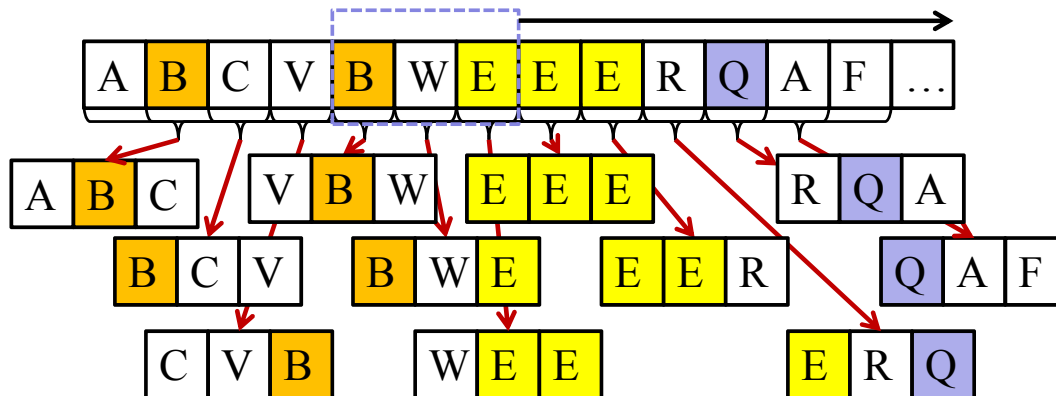 A B C V B W E E E R Q A F ...
A B C
V B W
E E E
R Q A
B C V
B W E
E E R
Q A F
C V B
W E E
E R Q